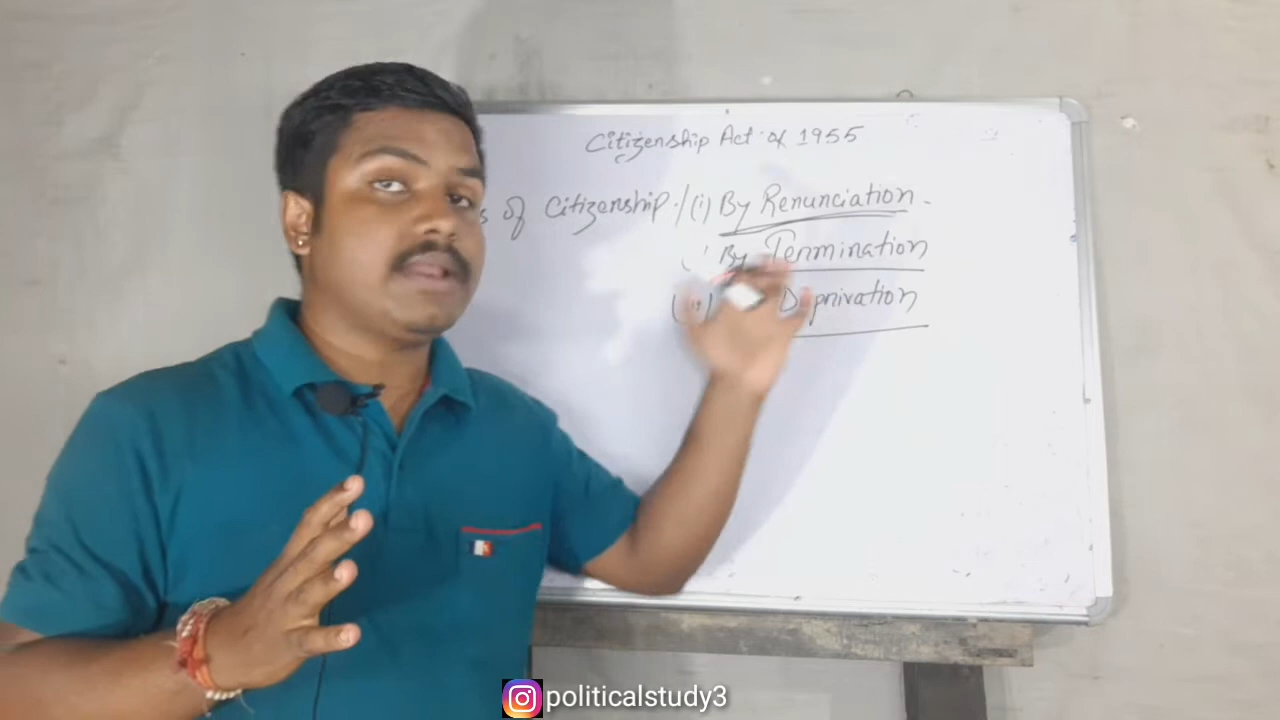 Citizenship Act of 1955
s of Citizenship / (i) By Renunciation.
By Termination
Deprivation
politicalstudy3